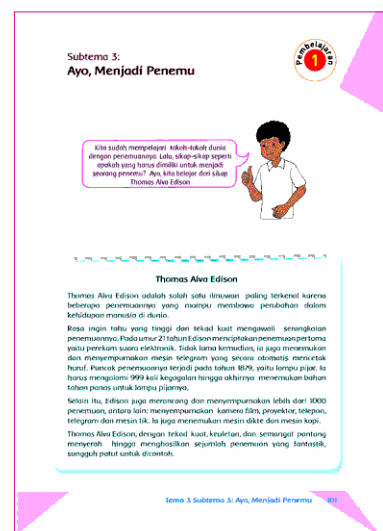 Subtema 3:
Ayo, Menjadi Penemu
Pembelajaran
1
Kita sudah mempelajari tokoh-tokoh dunia
dengan penemuannya. Lalu, sikap-sikap seperti
apakah yang harus dimiliki untuk menjadi
seorang penemu? Ayo, kita belajar dari sikap
Thomas Alva Edison
Thomas Alva Edison
Thomas Alva Edison adalah salah satu ilmuwan paling terkenal karena
beberapa penemuannya yang mampu membawa perubahan dalam
kehidupan manusia di dunia.
Rasa ingin tahu yang tinggi dan tekad kuat mengawali serangkaian
penemuannya. Pada umur 21 tahun Edison menciptakan penemuan pertama
yaitu perekam suara elektronik. Tidak lama kemudian, ia juga menemukan
dan menyempurnakan mesin telegram yang secara otomatis mencetak
huruf. Puncak penemuannya terjadi pada tahun 1879, yaitu lampu pijar. Ia
harus mengalami 999 kali kegagalan hingga akhirnya menemukan bahan
tahan panas untuk lampu pijarnya.
Selain itu, Edison juga merancang dan menyempurnakan lebih dari 1000
penemuan, antara lain: menyempurnakan kamera film, proyektor, telepon,
telegram dan mesin tik. Ia juga menemukan mesin dikte dan mesin kopi.
Thomas Alva Edison, dengan tekad kuat, keuletan, dan semangat pantang
menyerah hingga menghasilkan sejumlah penemuan yang fantastik,
sungguh patut untuk dicontoh.
Tema 3 Subtema 3: Ayo, Menjadi Penemu 101